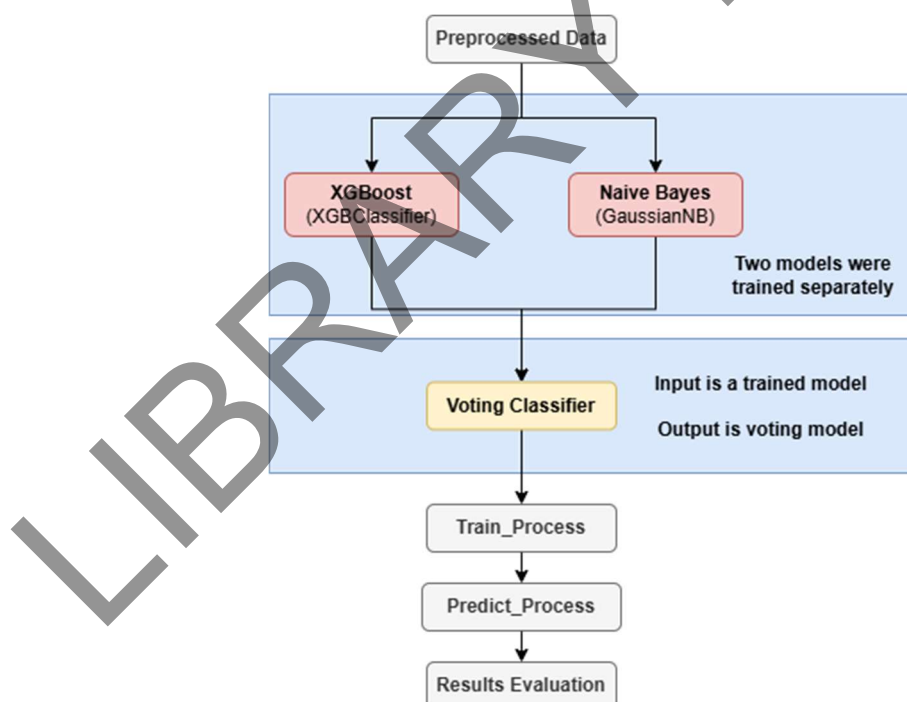 Preprocessed Data
XGBoost
(XGBClassifier)
Naive Bayes
(GaussianNB)
Two models were
trained separately
Voting Classifier
Input is a trained model
Output is voting model
Train_Process
Predict_Process
Results Evaluation
LIBRARY